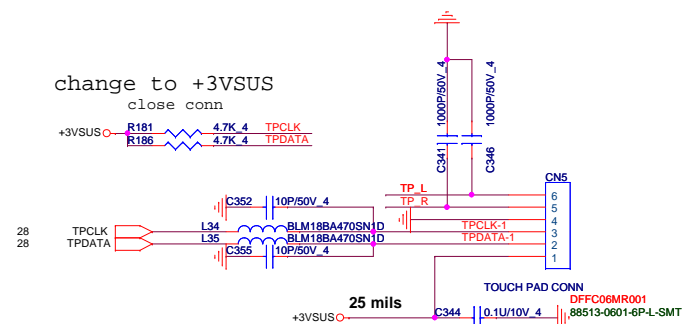 change to +3VSUS
close conn
+3VSUS
R181 4.7K_4 TPCLK
R186 4.7K_4 TPDATA
1000P/50V_4
1000P/50V_4
C341
C346
CN5
TP_L 6
TP_R 5
4
TPCLK-1 3
TPDATA-1 2
1
C352 10P/50V_4
28 TPCLK L34 BLM18BA470SN1D
28 TPDATA L35 BLM18BA470SN1D
C355 10P/50V_4
TOUCH PAD CONN
DFFC06MR001
88513-0601-6P-L-SMT
25 mils
+3VSUS
C344 0.1U/10V_4